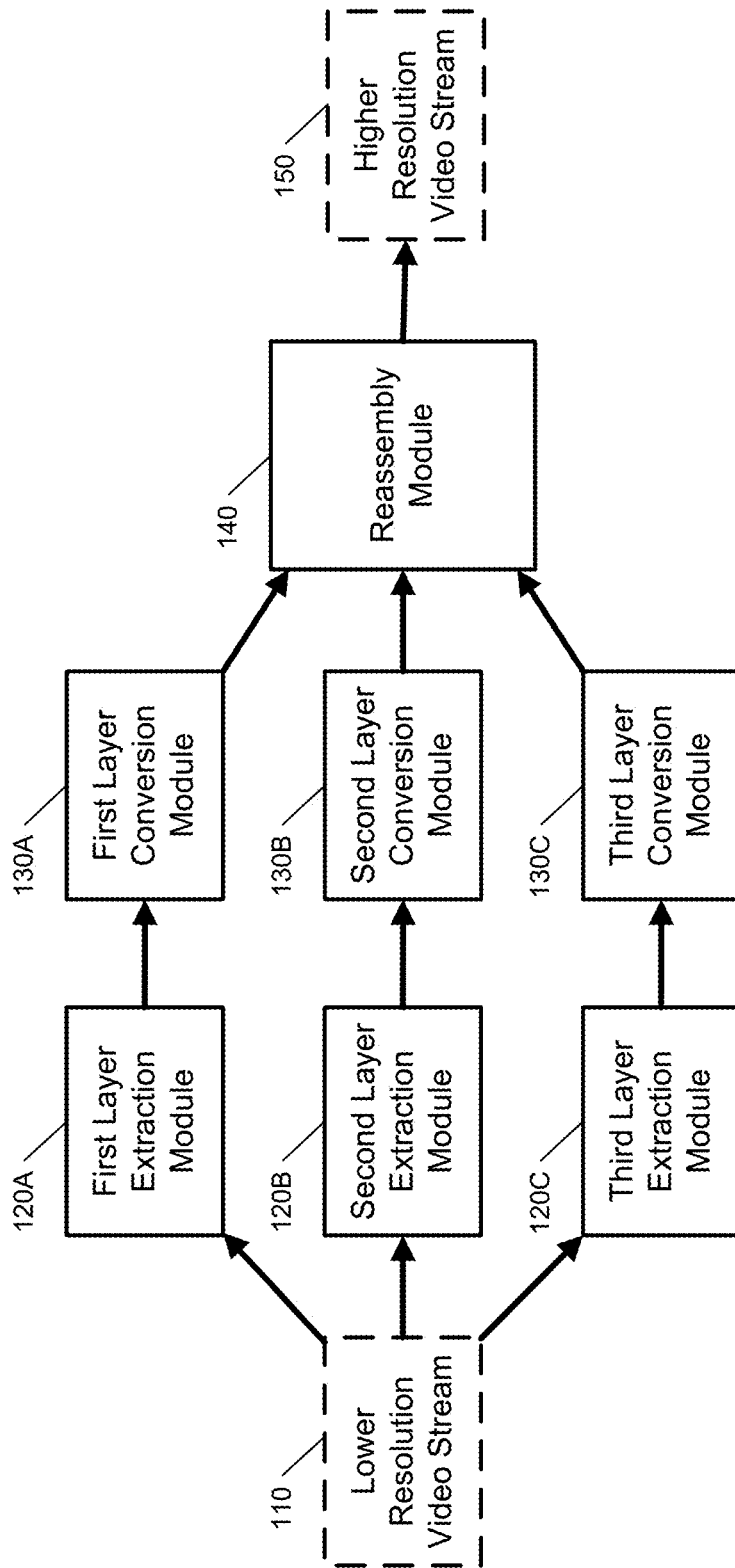 110
Lower
Resolution
Video Stream
120A
First Layer
Extraction
Module
120B
Second Layer
Extraction
Module
120C
Third Layer
Extraction
Module
130A
First Layer
Conversion
Module
130B
Second Layer
Conversion
Module
130C
Third Layer
Conversion
Module
140
Reassembly
Module
150
Higher
Resolution
Video Stream